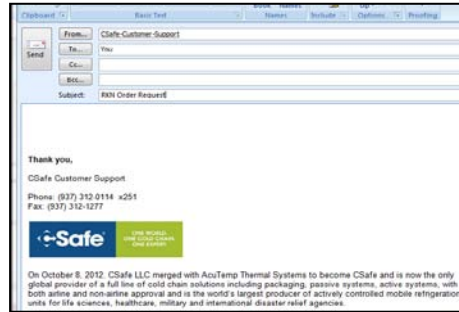 Book Names
Up
Clipboard Basic Text Names Include Options Proofing
From... CSafe-Customer-Support
Send To... You
Cc...
Bcc...
Subject: RKN Order Request
Thank you,
CSafe Customer Support
Phone: (937) 312-0114 x251
Fax: (937) 312-1277
CSafe ONE WORLD.
ONE COLD CHAIN.
ONE EXPERT.
On October 8, 2012, CSafe LLC merged with AcuTemp Thermal Systems to become CSafe and is now the only
global provider of a full line of cold chain solutions including packaging, passive systems, active systems, with
both airline and non-airline approval and is the world's largest producer of actively controlled mobile refrigeration
units for life sciences, healthcare, military and international disaster relief agencies.